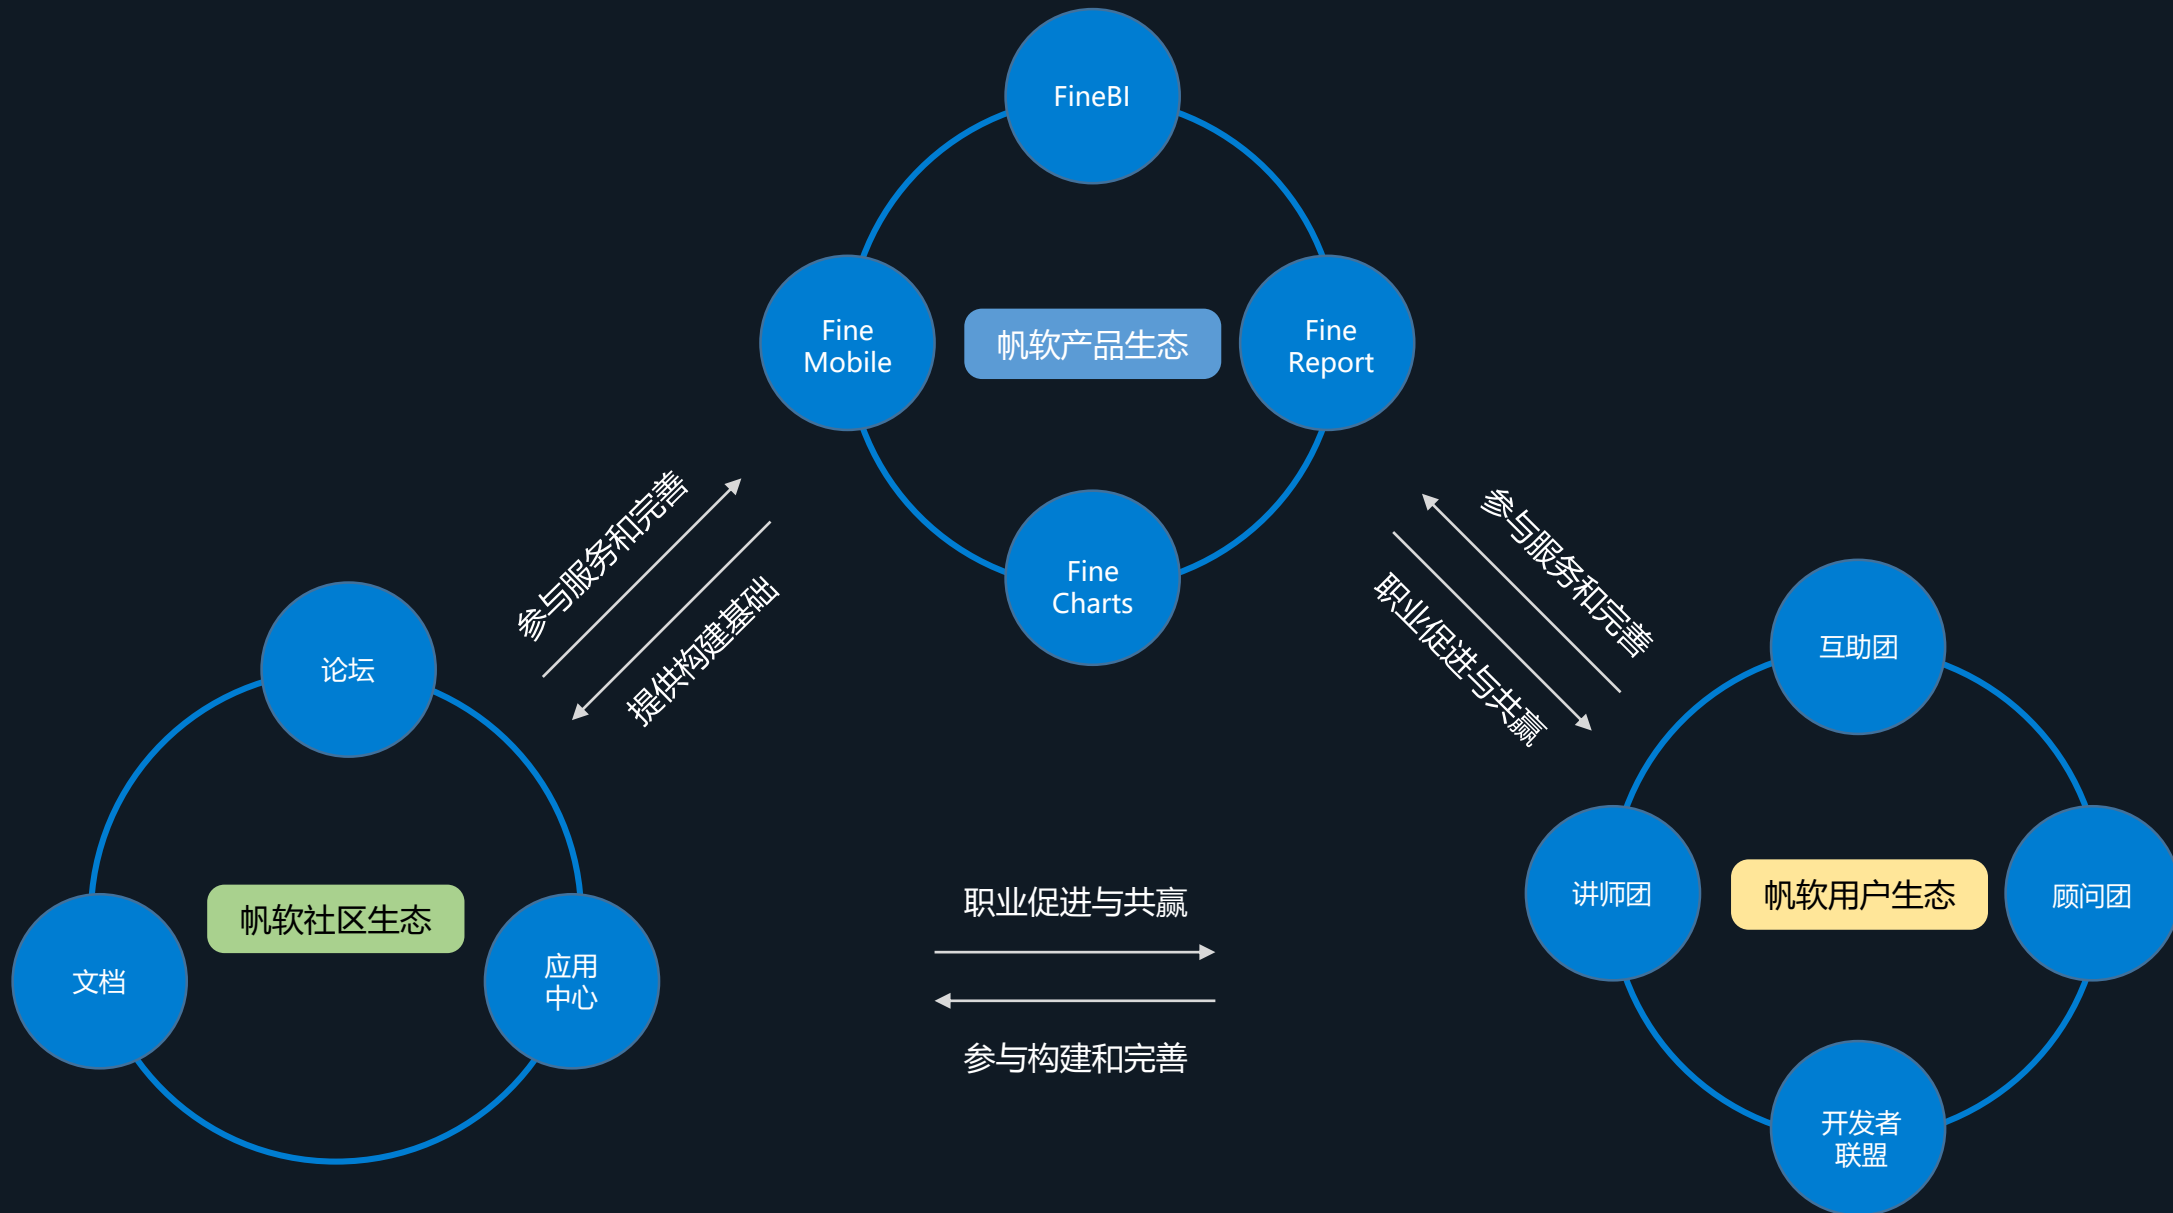 FineBI
Fine
Mobile
帆软产品生态
Fine
Report
Fine
Charts
参与服务和完善
提供构建基础
参与服务和完善
职业促进与共赢
论坛
帆软社区生态
文档
应用
中心
职业促进与共赢
参与构建和完善
互助团
讲师团
帆软用户生态
顾问团
开发者
联盟